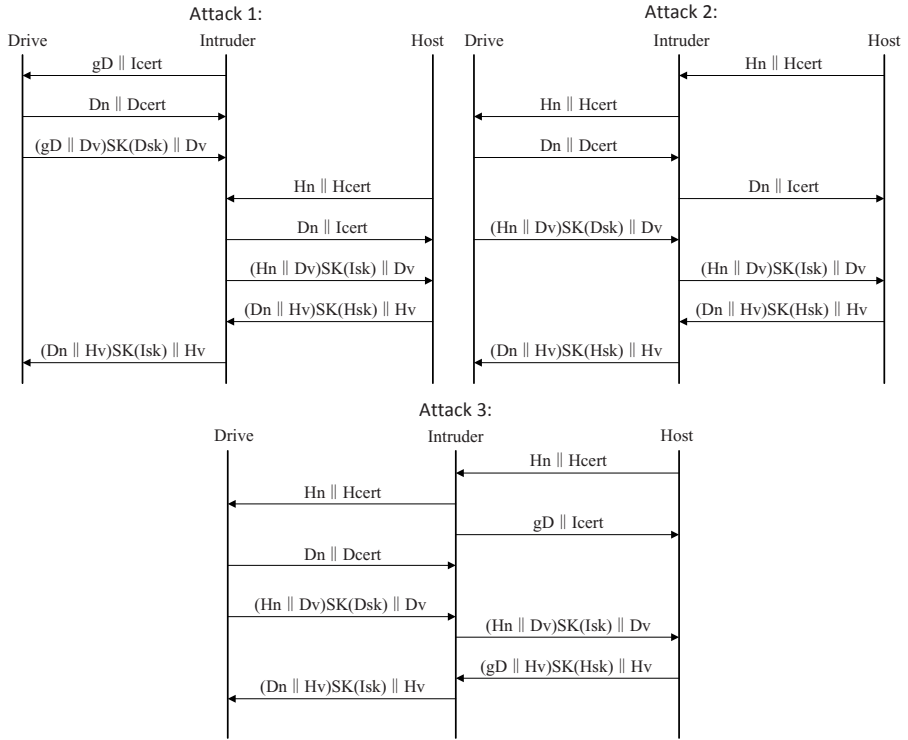 Attack 1:
Drive Intruder Host
gD || Icert
Dn || Dcert
(gD || Dv)SK(Dsk) || Dv
Hn || Hcert
Dn || Icert
(Hn || Dv)SK(Isk) || Dv
(Dn || Hv)SK(Hsk) || Hv
(Dn || Hv)SK(Isk) || Hv
Attack 2:
Drive Intruder Host
Hn || Hcert
Hn || Hcert
Dn || Dcert
Dn || Icert
(Hn || Dv)SK(Dsk) || Dv
(Hn || Dv)SK(Isk) || Dv
(Dn || Hv)SK(Hsk) || Hv
(Dn || Hv)SK(Hsk) || Hv
Attack 3:
Drive Intruder Host
Hn || Hcert
Hn || Hcert
gD || Icert
Dn || Dcert
(Hn || Dv)SK(Dsk) || Dv
(Hn || Dv)SK(Isk) || Dv
(gD || Hv)SK(Hsk) || Hv
(Dn || Hv)SK(Isk) || Hv